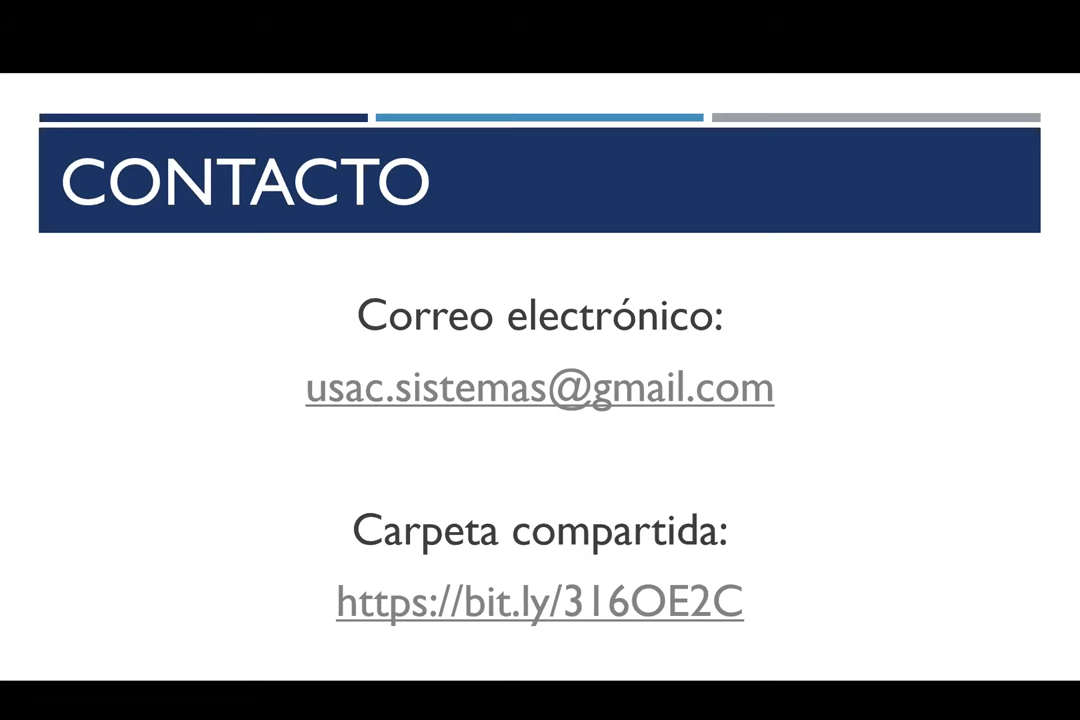 CONTACTO
Correo electrónico:
usac.sistemas@gmail.com
Carpeta compartida:
https://bit.ly/316OE2C